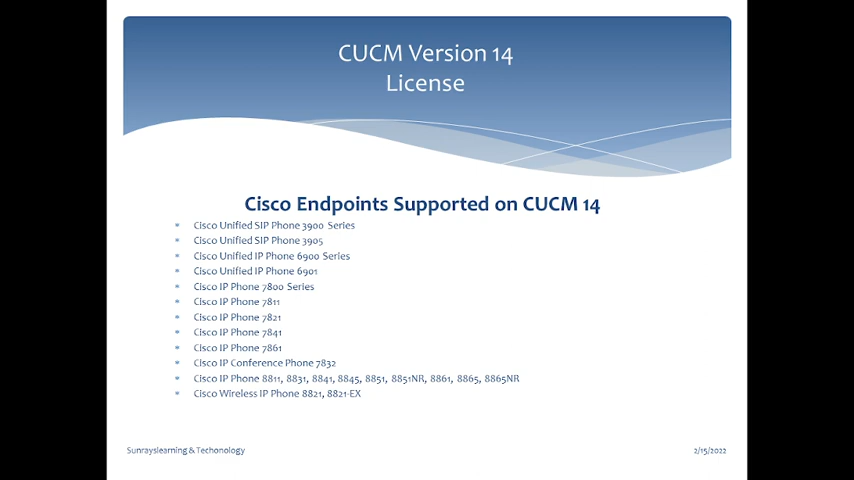 CUCM Version 14
License
Cisco Endpoints Supported on CUCM 14
Cisco Unified SIP Phone 3900 Series
Cisco Unified SIP Phone 3905
Cisco Unified IP Phone 6900 Series
Cisco Unified IP Phone 6901
Cisco IP Phone 7800 Series
Cisco IP Phone 7811
Cisco IP Phone 7821
Cisco IP Phone 7841
Cisco IP Phone 7861
Cisco IP Conference Phone 7832
Cisco IP Phone 8811, 8831, 8841, 8845, 8851, 8851NR, 8861, 8865, 8865NR
Cisco Wireless IP Phone 8821, 8821-EX
Sunrayslearning & Techonology
2/15/2022